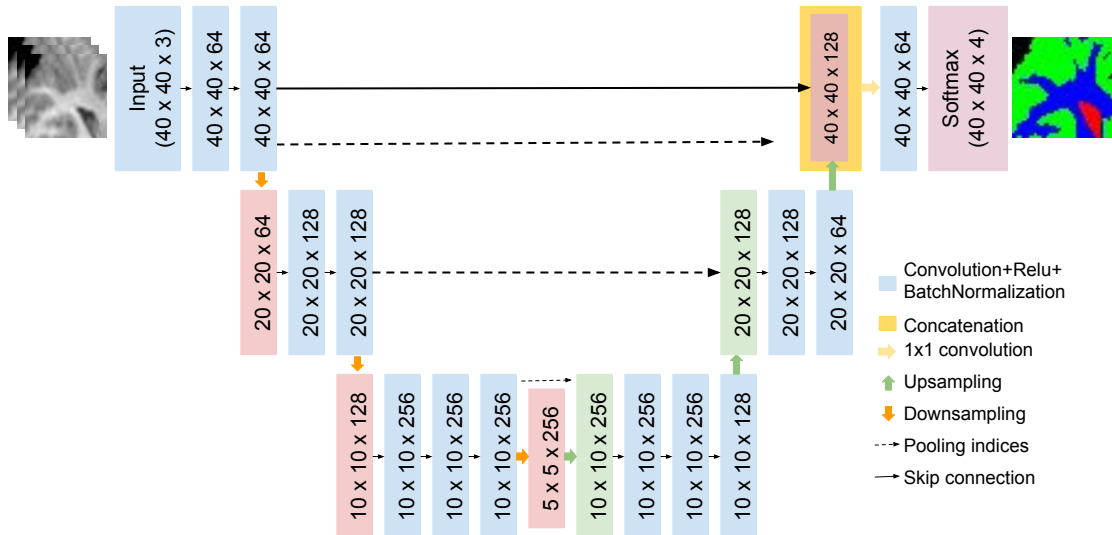 Input
(40 x 40 x 3)
40 x 40 x 64
40 x 40 x 64
40 x 40 x 128
40 x 40 x 64
Softmax
(40 x 40 x 4)
20 x 20 x 64
20 x 20 x 128
20 x 20 x 128
20 x 20 x 128
20 x 20 x 128
20 x 20 x 64
10 x 10 x 128
10 x 10 x 256
10 x 10 x 256
10 x 10 x 256
5 x 5 x 256
10 x 10 x 256
10 x 10 x 256
10 x 10 x 256
10 x 10 x 128
Convolution+Relu+
BatchNormalization
Concatenation
1x1 convolution
Upsampling
Downsampling
Pooling indices
Skip connection